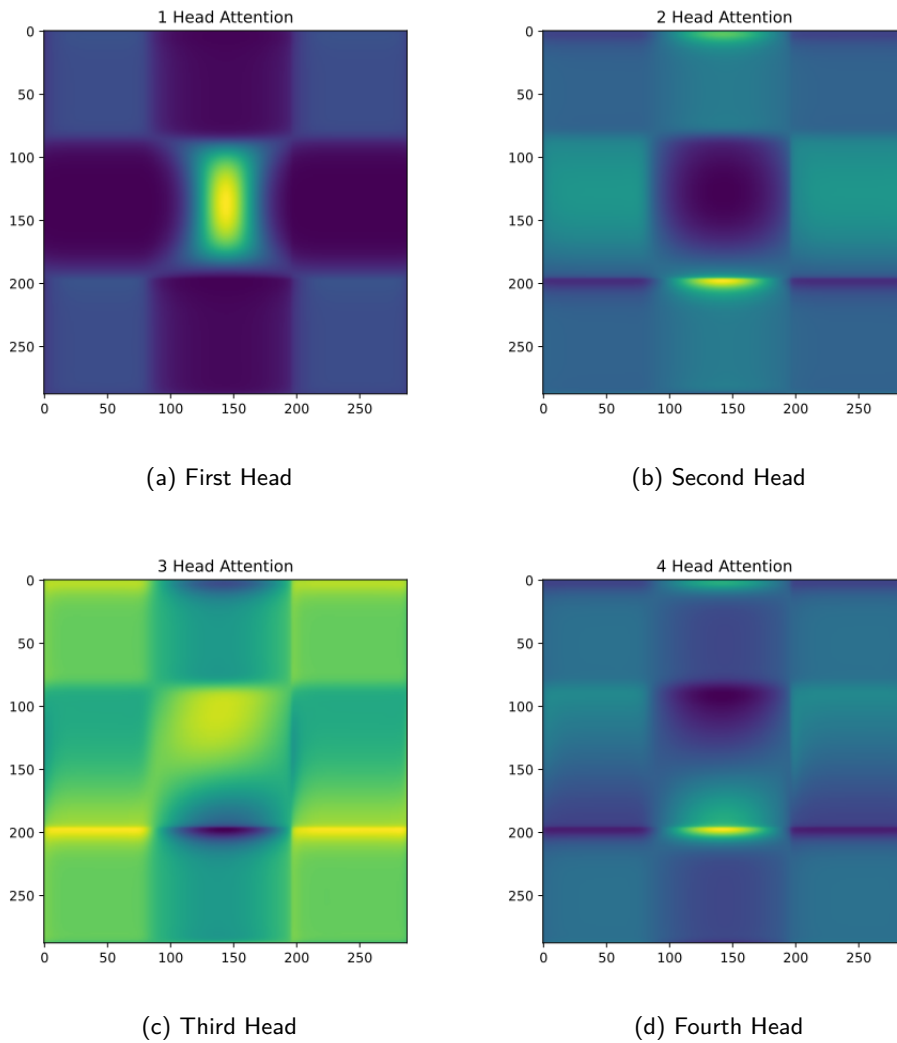 1 Head Attention
0
50
100
150
200
250
0 50 100 150 200 250
(a) First Head
2 Head Attention
0
50
100
150
200
250
0 50 100 150 200 250
(b) Second Head
3 Head Attention
0
50
100
150
200
250
0 50 100 150 200 250
(c) Third Head
4 Head Attention
0
50
100
150
200
250
0 50 100 150 200 250
(d) Fourth Head